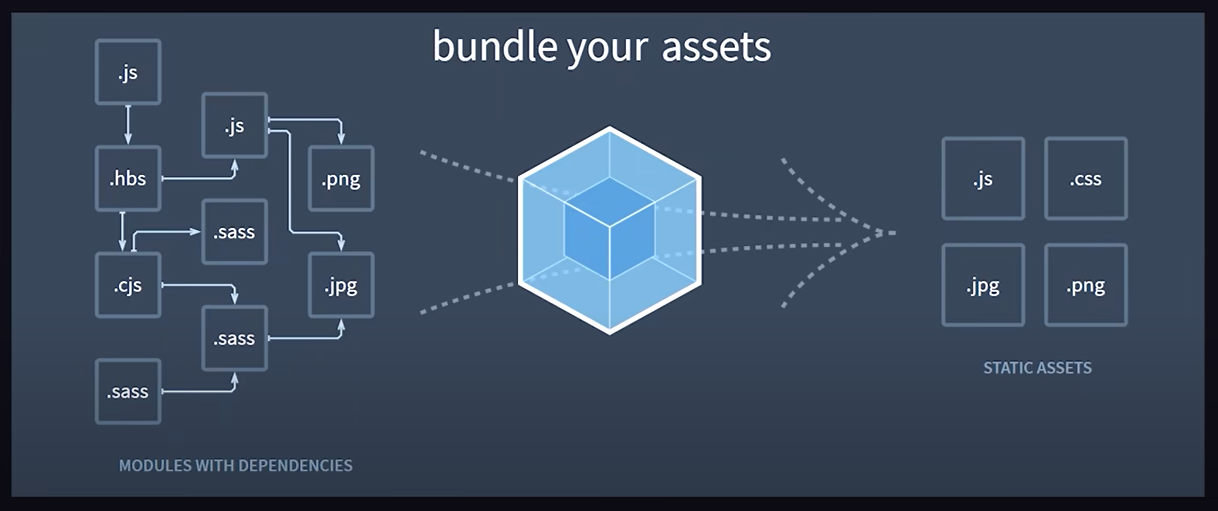 bundle your assets
.js
.js
.hbs
.png
.sass
.cjs
.jpg
.sass
.sass
MODULES WITH DEPENDENCIES
.js
.css
.jpg
.png
STATIC ASSETS